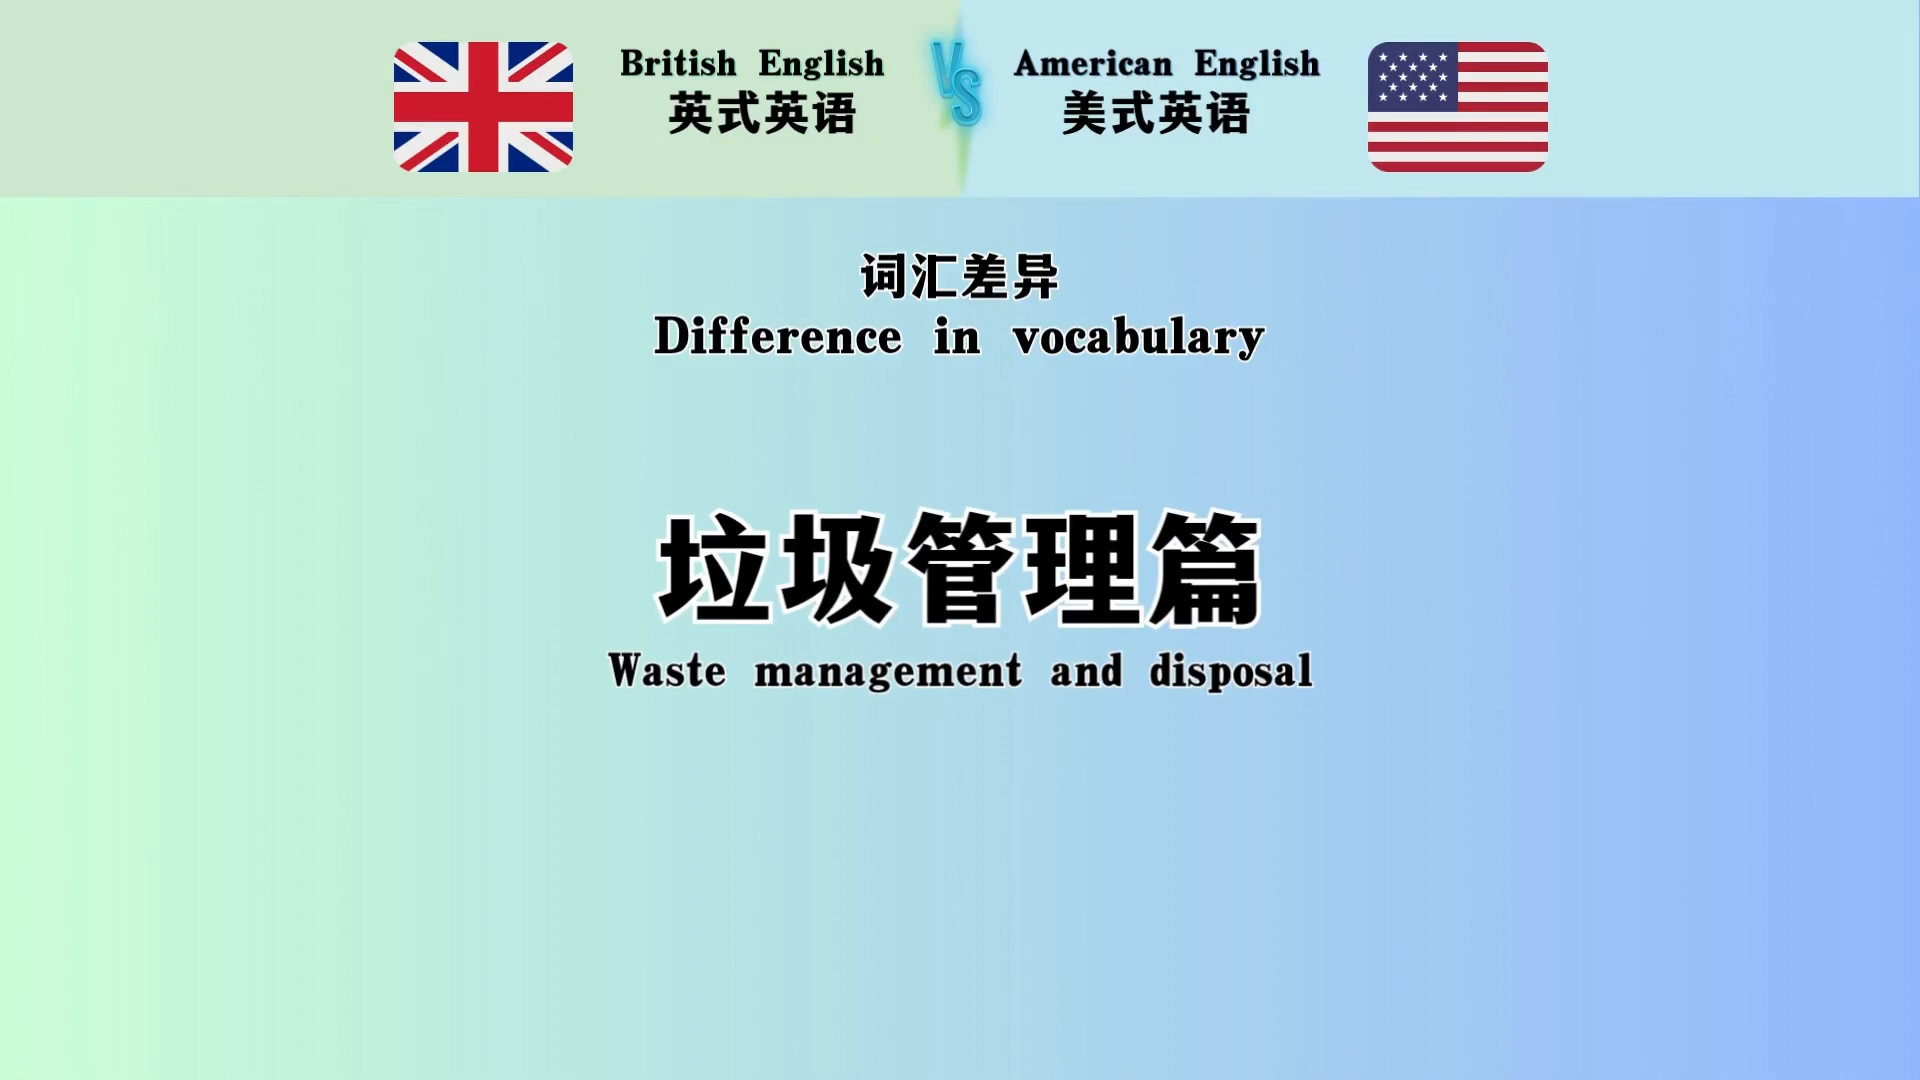 British English
英式英语
VS
American English
美式英语
词汇差异
Difference in vocabulary
垃圾管理篇
Waste management and disposal